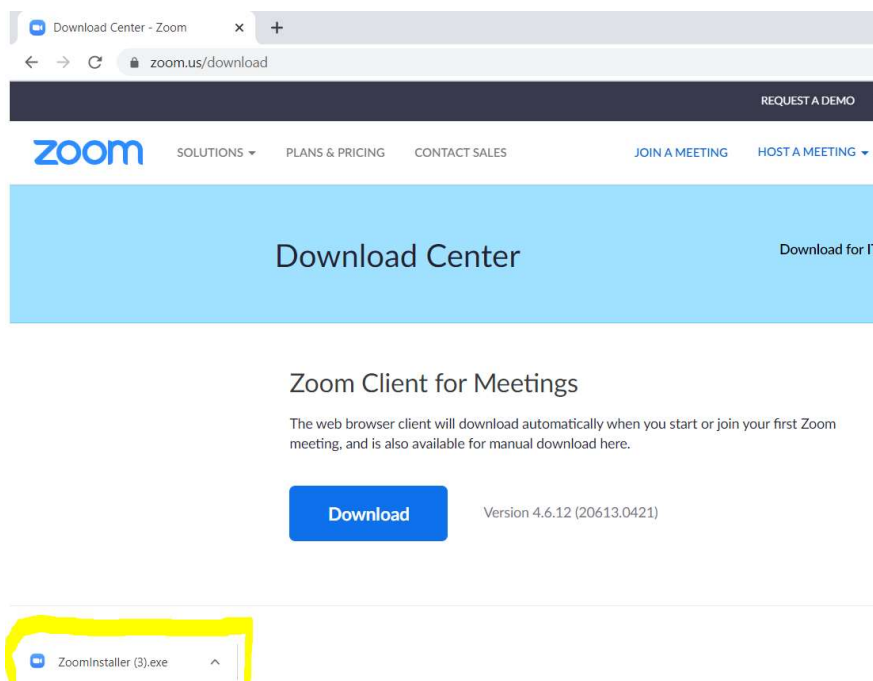 Download Center - Zoom
zoom.us/download
REQUEST A DEMO
zoom SOLUTIONS PLANS & PRICING CONTACT SALES JOIN A MEETING HOST A MEETING
Download Center Download for IT
Zoom Client for Meetings
The web browser client will download automatically when you start or join your first Zoom
meeting, and is also available for manual download here.
Download Version 4.6.12 (20613.0421)
ZoomInstaller (3).exe